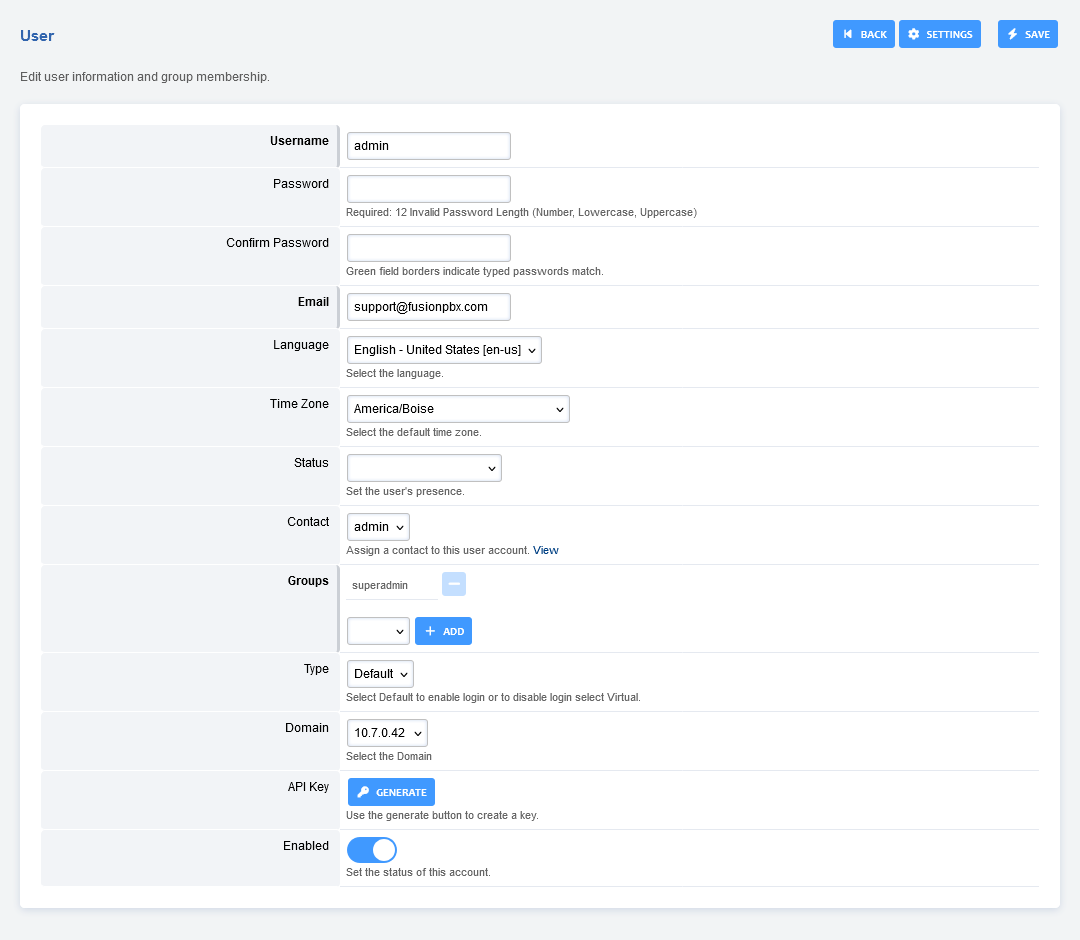 User
BACK
SETTINGS
SAVE
Edit user information and group membership.
Username
admin
Password
Required: 12 Invalid Password Length (Number, Lowercase, Uppercase)
Confirm Password
Green field borders indicate typed passwords match.
Email
support@fusionpbx.com
Language
English - United States [en-us]
Select the language.
Time Zone
America/Boise
Select the default time zone.
Status
Set the user's presence.
Contact
admin
Assign a contact to this user account. View
Groups
superadmin
ADD
Type
Default
Select Default to enable login or to disable login select Virtual.
Domain
10.7.0.42
Select the Domain
API Key
GENERATE
Use the generate button to create a key.
Enabled
Set the status of this account.